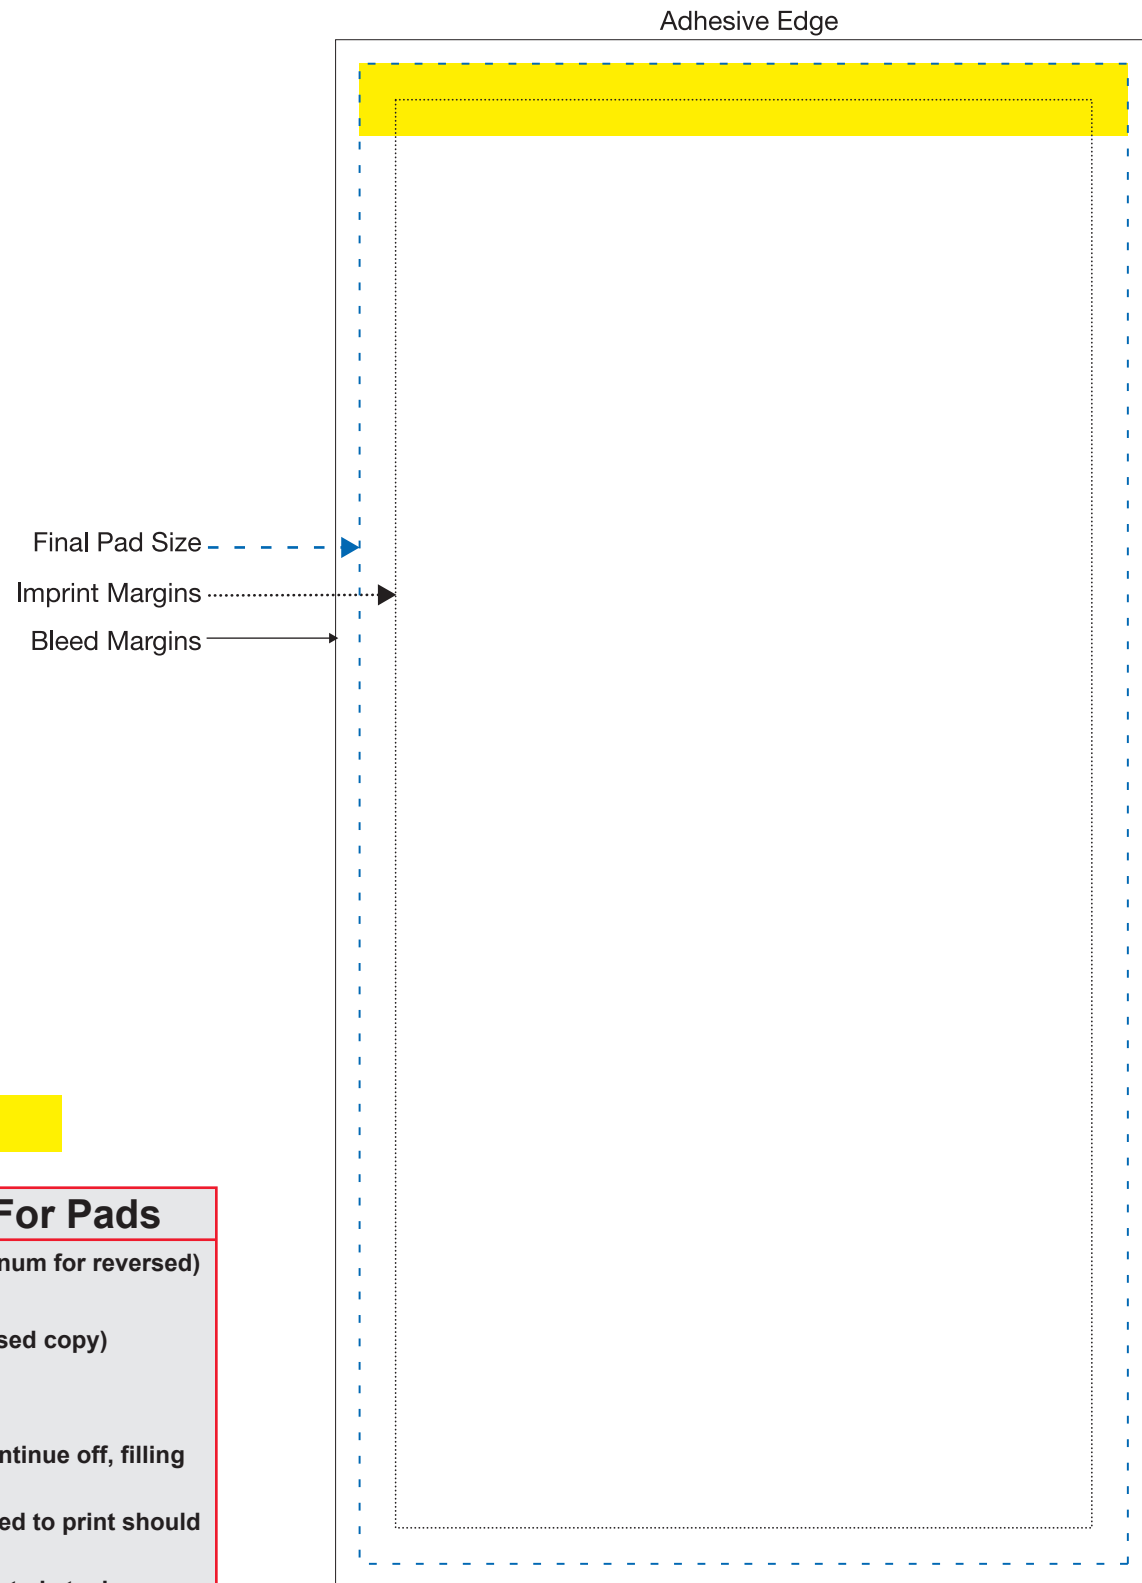 Adhesive Edge
Final Pad Size
Imprint Margins
Bleed Margins
For Pads
num for reversed)
sed copy)
ntinue off, filling
ed to print should